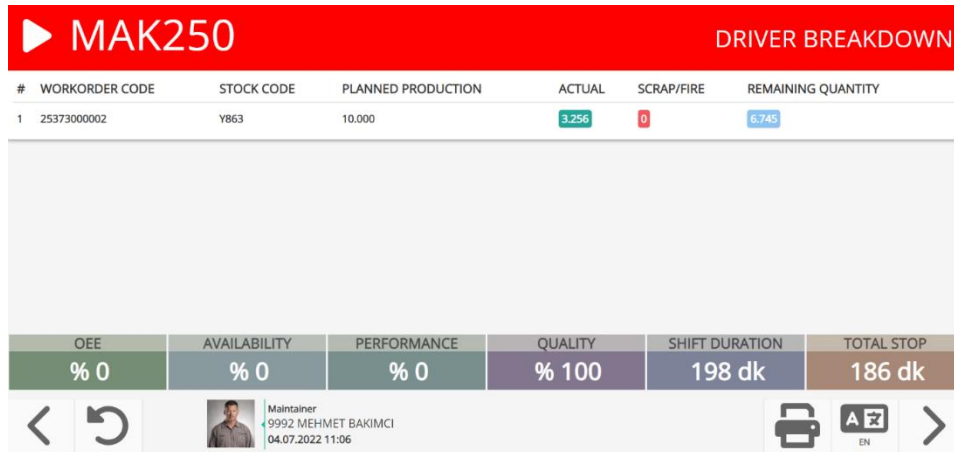 MAK250
DRIVER BREAKDOWN
# WORKORDER CODE STOCK CODE PLANNED PRODUCTION ACTUAL SCRAP/FIRE REMAINING QUANTITY
1 25373000002 Y863 10.000 3.256 0 6.745
OEE AVAILABILITY PERFORMANCE QUALITY SHIFT DURATION TOTAL STOP
% 0 % 0 % 0 % 100 198 dk 186 dk
Maintainer
9992 MEHMET BAKIMCI
04.07.2022 11:06
A 文
EN